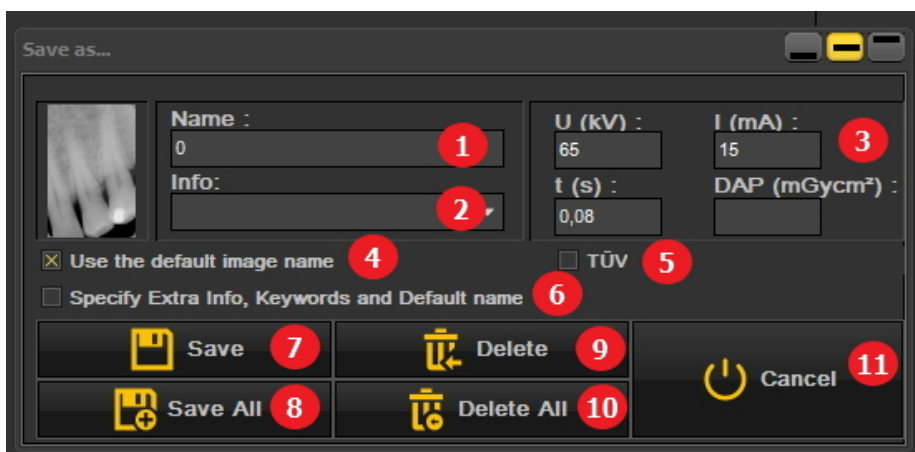 Save as...
Name :
0
1
Info:
2
U (kV) :
65
I (mA) :
15
3
t (s) :
0,08
DAP (mGycm²) :
Use the default image name
4
TŪV
5
Specify Extra Info, Keywords and Default name
6
Save
7
Delete
9
Cancel
11
Save All
8
Delete All
10